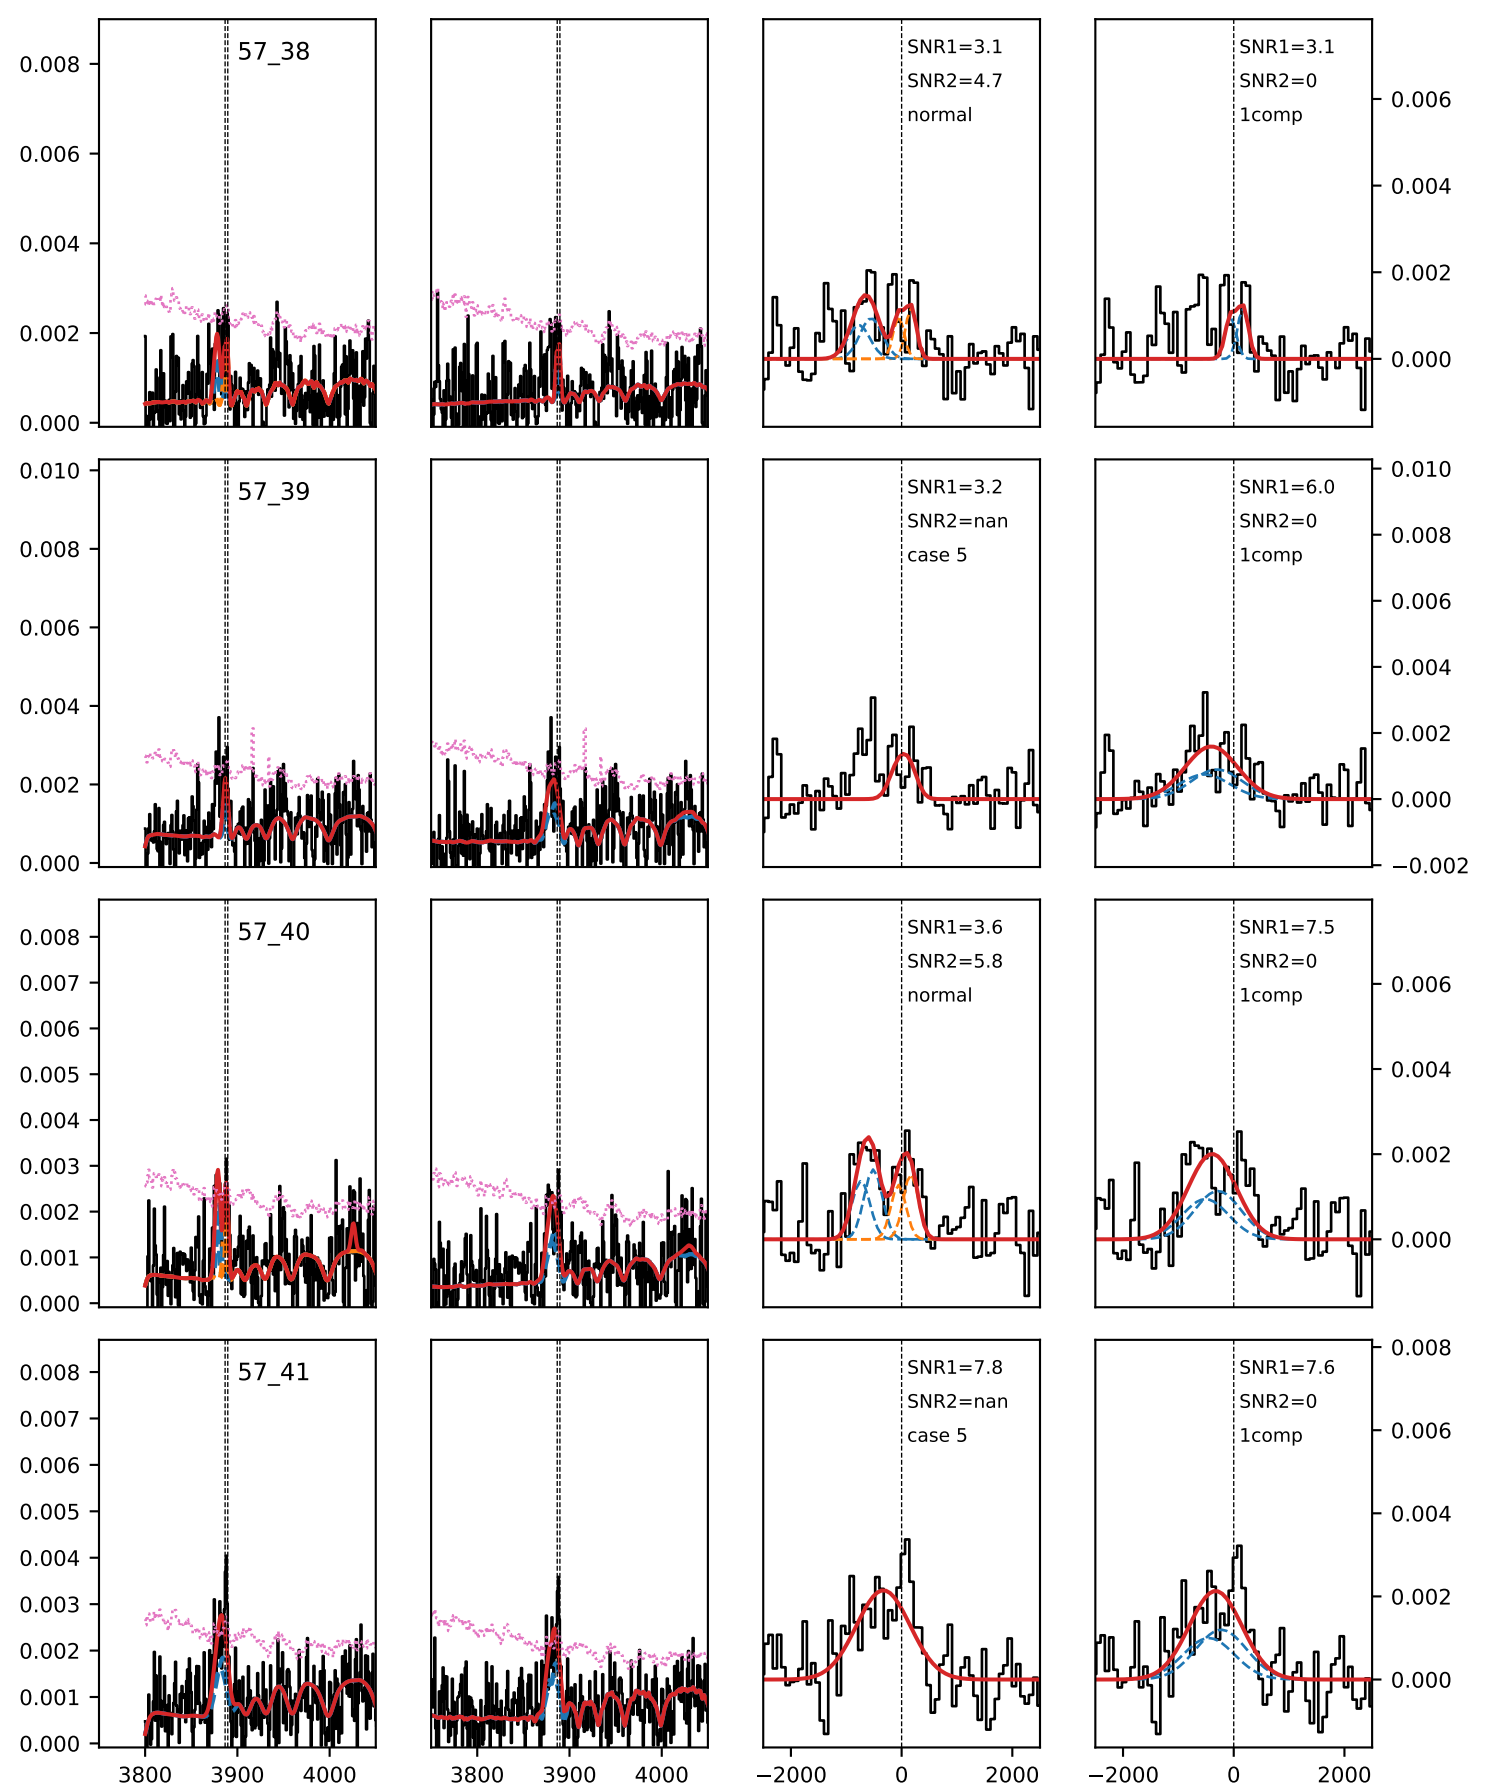 57_38
SNR1=3.1
SNR1=3.1
SNR2=4.7
SNR2=0
normal
1comp
0.008
0.006
0.004
0.002
0.000
0.006
0.004
0.002
0.000
57_39
SNR1=3.2
SNR1=6.0
SNR2=nan
SNR2=0
case 5
1comp
0.010
0.008
0.006
0.004
0.002
0.000
0.010
0.008
0.006
0.004
0.002
0.000
−0.002
57_40
SNR1=3.6
SNR1=7.5
SNR2=5.8
SNR2=0
normal
1comp
0.008
0.007
0.006
0.005
0.004
0.003
0.002
0.001
0.000
0.006
0.004
0.002
0.000
57_41
SNR1=7.8
SNR1=7.6
SNR2=nan
SNR2=0
case 5
1comp
0.008
0.007
0.006
0.005
0.004
0.003
0.002
0.001
0.000
0.008
0.006
0.004
0.002
0.000
3800 3900 4000
3800 3900 4000
−2000 0 2000
−2000 0 2000